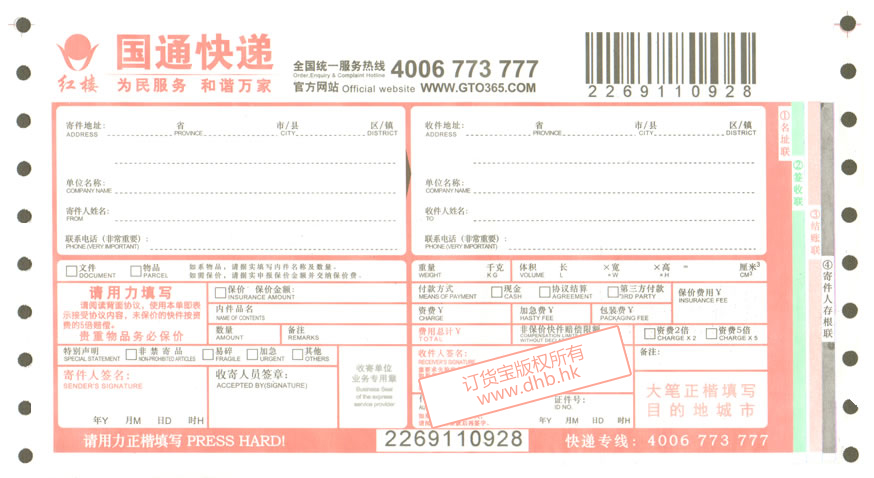 国通快递
红楼
为民服务 和谐万家
全国统一服务热线 4006 773 777
Order,Enquiry & Complaint Hotline
官方网站 Official website WWW.GTO365.COM
2 2 6 9 1 1 0 9 2 8
寄件地址: 省 市/县 区/镇
ADDRESS PROVINCE CITY DISTRICT
单位名称:
COMPANY NAME
寄件人姓名:
FROM
联系电话（非常重要）:
PHONE(VERY IMPORTANT)
收件地址: 省 市/县 区/镇
ADDRESS PROVINCE CITY DISTRICT
单位名称:
COMPANY NAME
收件人姓名:
TO
联系电话（非常重要）:
PHONE(VERY IMPORTANT)
①名址联
②签收联
③结账联
④寄件人存根联
文件 物品
DOCUMENT PARCEL
如系物品，请据实填写内件名称及数量。
如需保价，请据实申报保价金额并交纳保价费。
请用力填写
请阅读背面协议，使用本单即表
示接受协议内容，未保价的快件按资
费的5倍赔偿。
贵重物品务必保价
保价: 保价金额:
INSURANCE AMOUNT
内件品名
NAME OF CONTENTS
数量 备注
AMOUNT REMARKS
特别声明 非禁寄品 易碎 加急 其他
SPECIAL STATEMENT NON-PROHIBITED ARTICLES FRAGILE URGENT OTHERS
寄件人签名:
SENDER'S SIGNATURE
年Y 月M 日D 时H
收寄人员签章:
ACCEPTED BY(SIGNATURE)
年Y 月M 日D 时H
收寄单位
业务专用章
Business Seal
of the express
service provider
重量 千克 体积 长 ×宽 ×高 = 厘米3
WEIGHT KG VOLUME L ×W ×H CM3
付款方式 现金 协议结算 第三方付款
MEANS OF PAYMENT CASH AGREEMENT 3RD PARTY
保价费用¥
INSURANCE FEE
资费¥ 加急费¥ 包装费¥
CHARGE HASTY FEE PACKAGING FEE
费用总计¥ 非保价快件赔偿限额 资费2倍 资费5倍
TOTAL CHARGE X 2 CHARGE X 5
收件人签名:
RECEIVER'S SIGNATURE
证件号:
ID NO.
备注:
大笔正楷填写
目的地城市
订货宝版权所有
www.dhb.hk
请用力正楷填写 PRESS HARD!
2269110928
快递专线: 4006 773 777